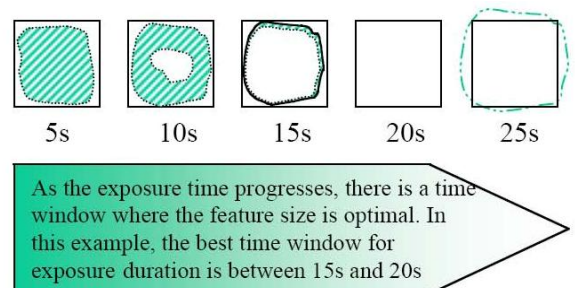 5s 10s 15s 20s 25s
As the exposure time progresses, there is a time
window where the feature size is optimal. In
this example, the best time window for
exposure duration is between 15s and 20s